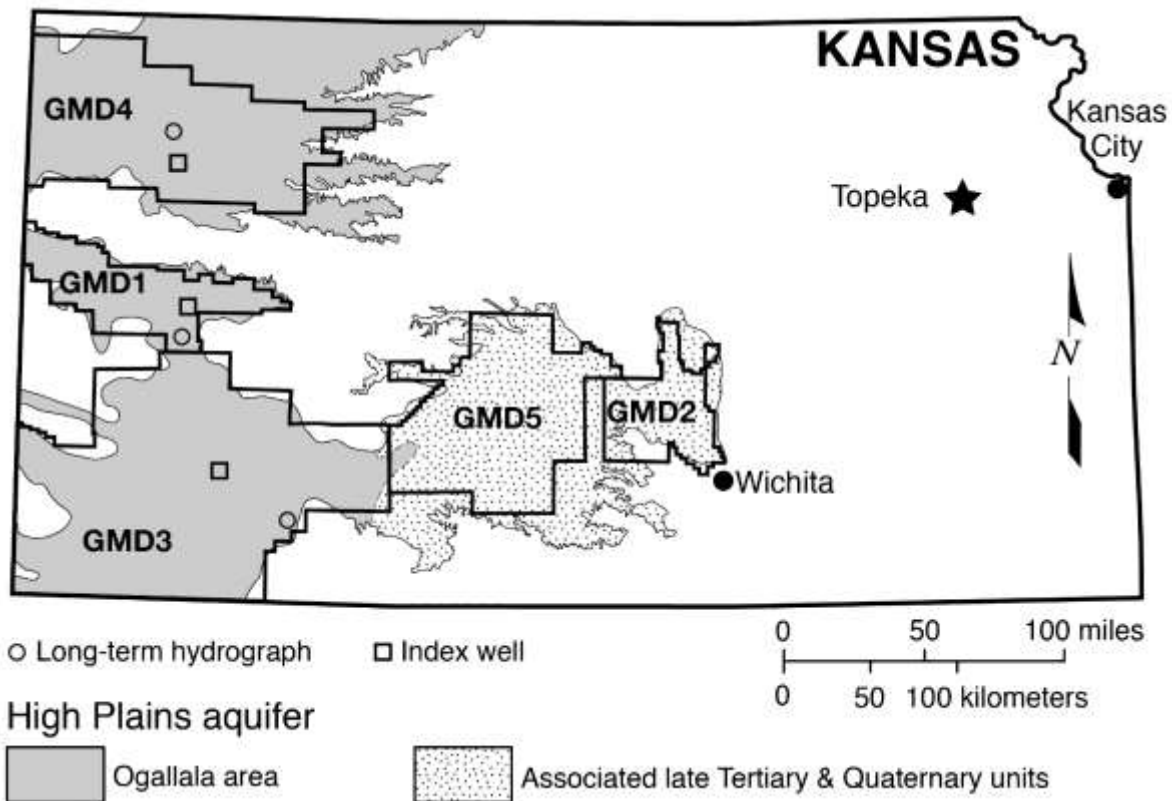 KANSAS
GMD4
Kansas
City
Topeka
GMD1
N
GMD5
GMD2
Wichita
GMD3
0 50 100 miles
Long-term hydrograph
Index well
0 50 100 kilometers
High Plains aquifer
Ogallala area
Associated late Tertiary & Quaternary units